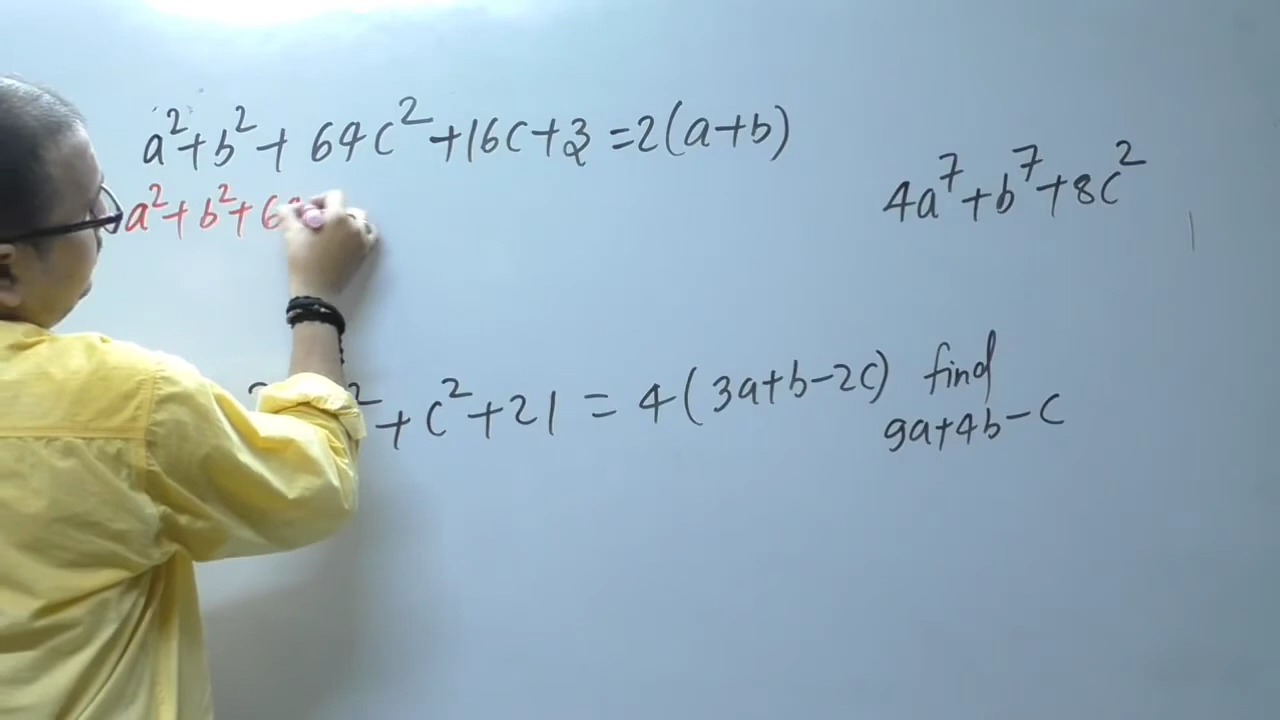 a²+b²+64c²+16c+3=2(a+b)
4a⁷+b⁷+8c²
a²+b²+6
+c²+21=4(3a+b-2c) find
9a+4b-c